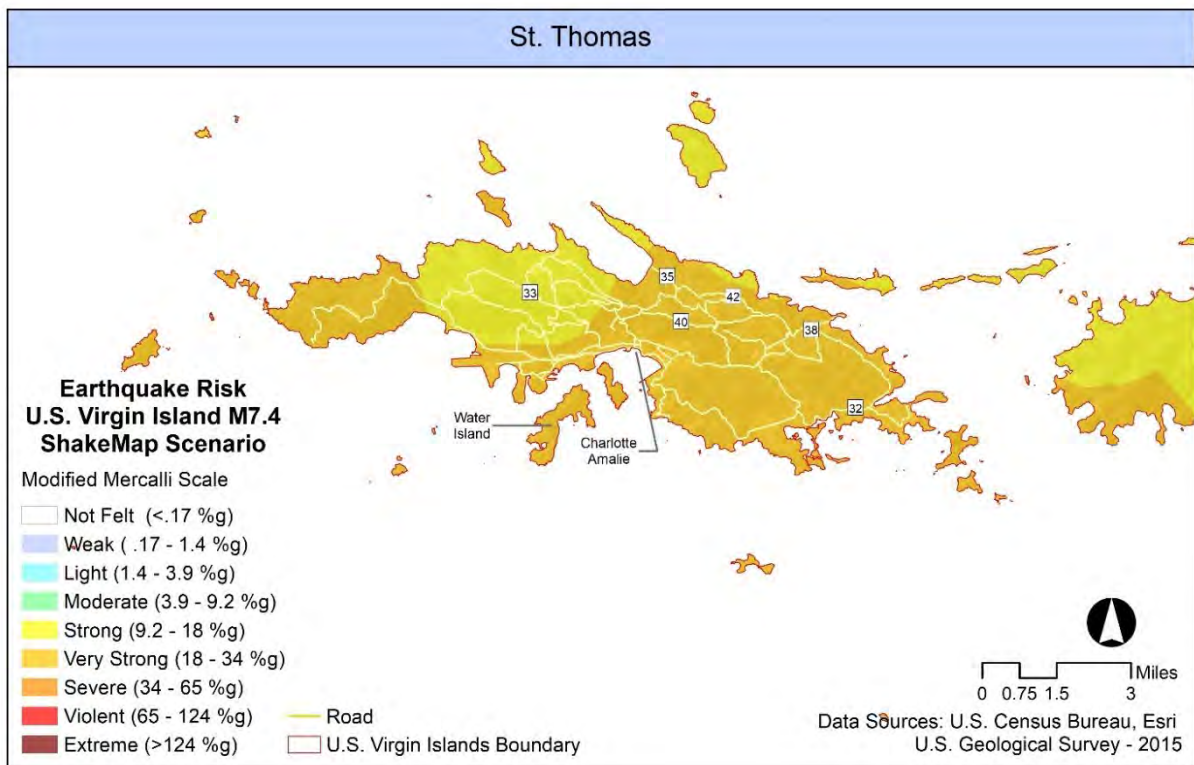 St. Thomas
35
33
42
40
38
32
Water
Island
Charlotte
Amalie
Earthquake Risk
U.S. Virgin Island M7.4
ShakeMap Scenario
Modified Mercalli Scale
Not Felt (<.17 %g)
Weak ( .17 - 1.4 %g)
Light (1.4 - 3.9 %g)
Moderate (3.9 - 9.2 %g)
Strong (9.2 - 18 %g)
Very Strong (18 - 34 %g)
Severe (34 - 65 %g)
Violent (65 - 124 %g)
Extreme (>124 %g)
Road
U.S. Virgin Islands Boundary
Miles
0 0.75 1.5 3
Data Sources: U.S. Census Bureau, Esri
U.S. Geological Survey - 2015